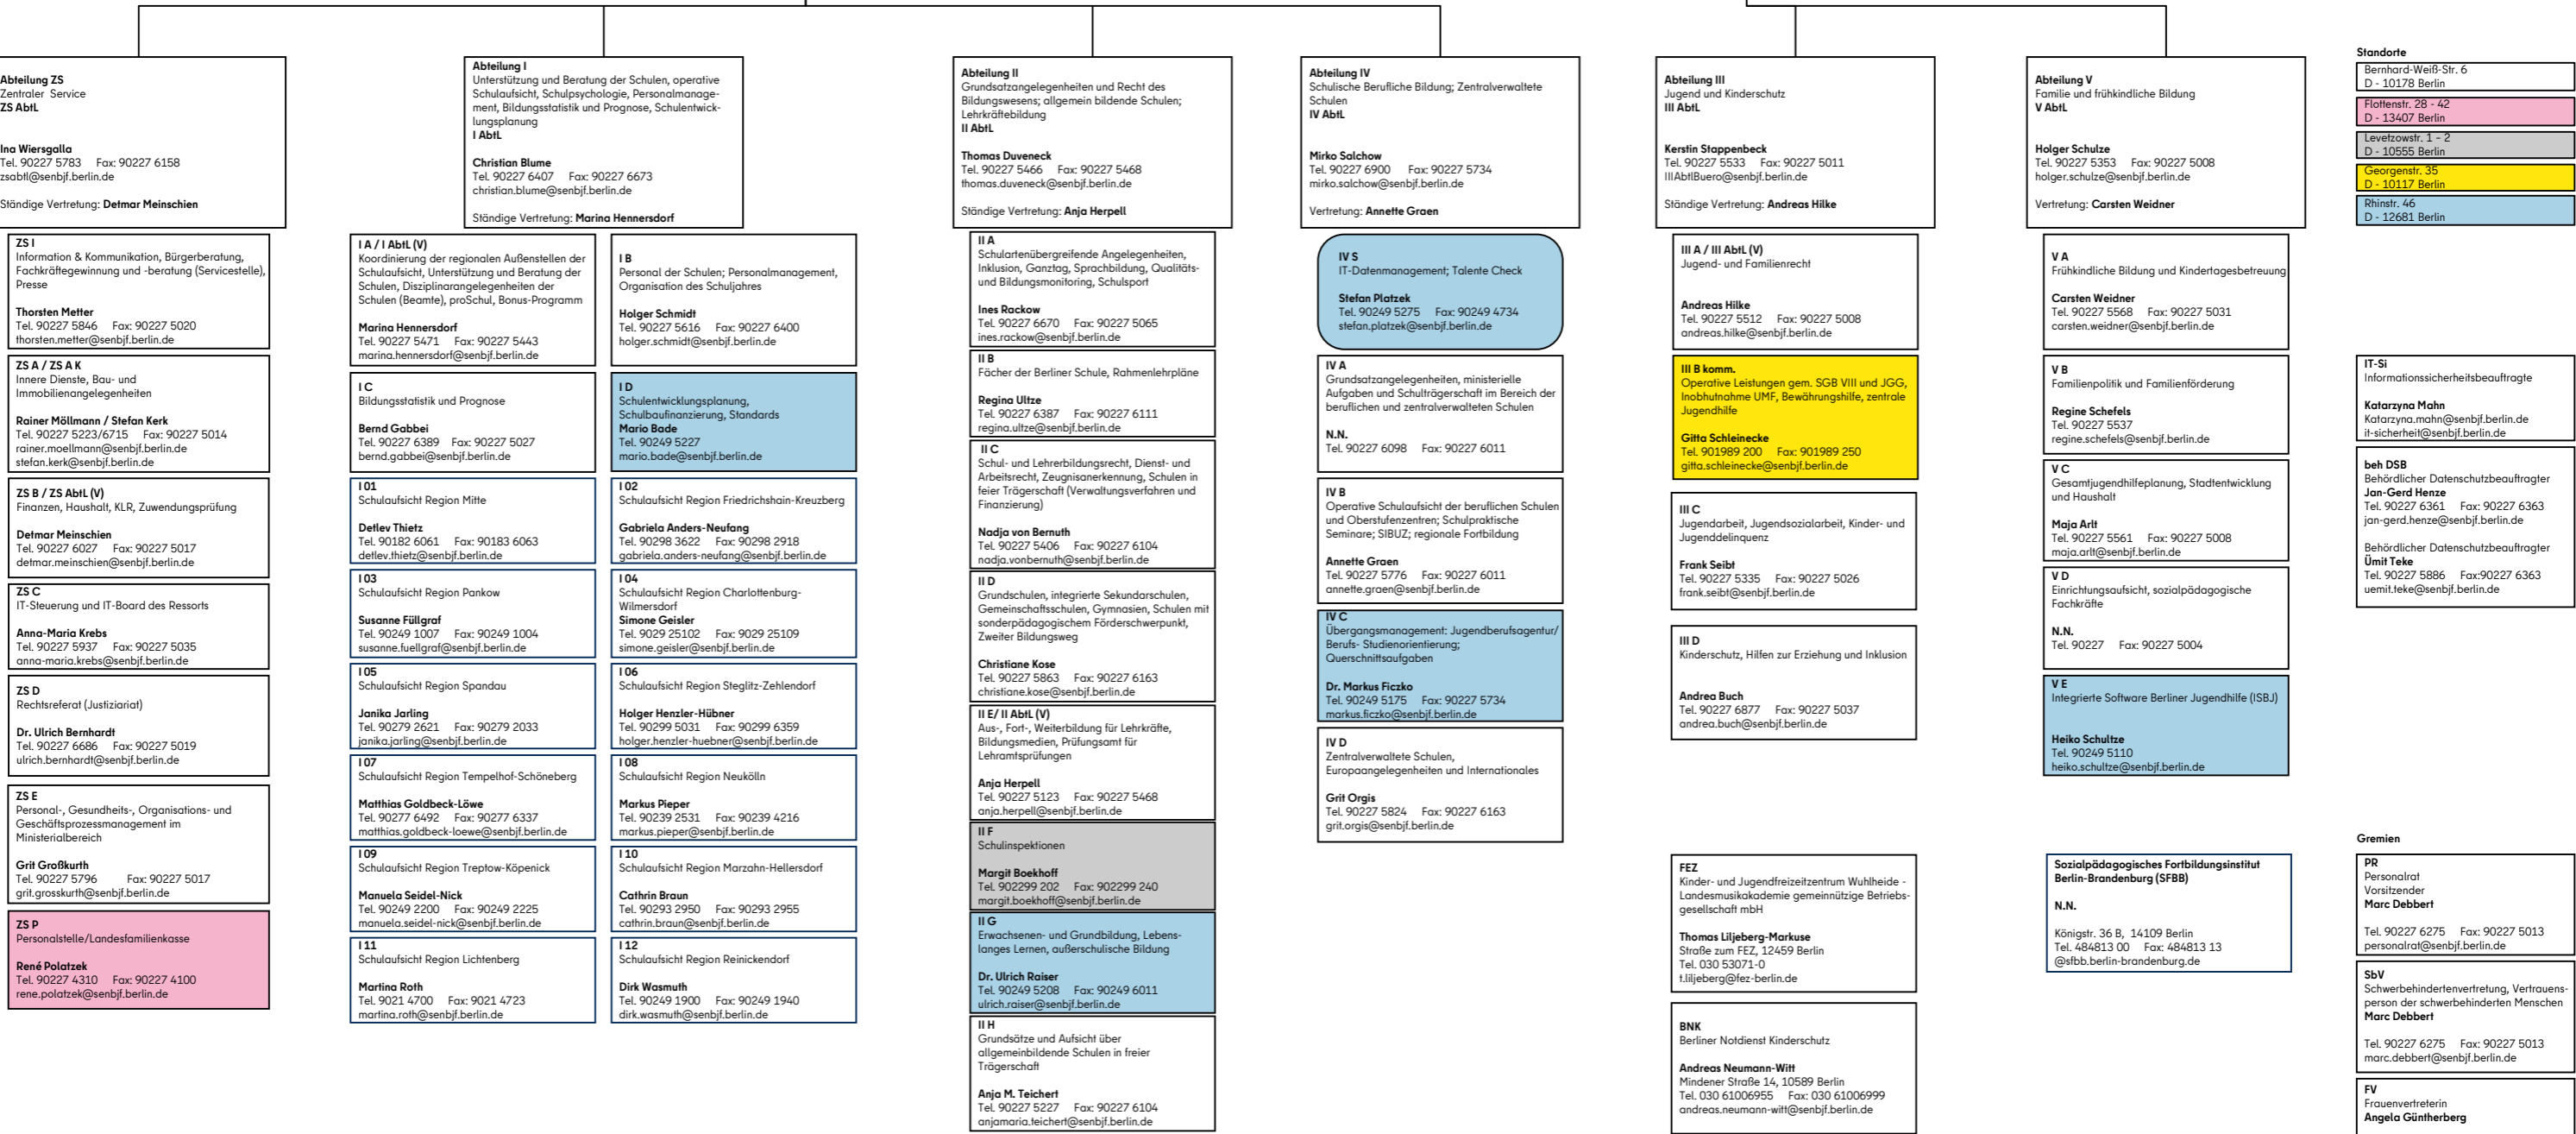 Abteilung ZS
Zentraler Service
ZS AbtL
Ina Wiersgalla
Tel. 90227 5783 Fax: 90227 6158
zsabtl@senbjf.berlin.de
Ständige Vertretung: Detmar Meinschien
ZS I
Information & Kommunikation, Bürgerberatung,
Fachkräftegewinnung und -beratung (Servicestelle),
Presse
Thorsten Metter
Tel. 90227 5846 Fax: 90227 5020
thorsten.metter@senbjf.berlin.de
ZS A / ZS A K
Innere Dienste, Bau- und
Immobilienangelegenheiten
Rainer Möllmann / Stefan Kerk
Tel. 90227 5223/6715 Fax: 90227 5014
rainer.moellmann@senbjf.berlin.de
stefan.kerk@senbjf.berlin.de
ZS B / ZS AbtL (V)
Finanzen, Haushalt, KLR, Zuwendungsprüfung
Detmar Meinschien
Tel. 90227 6027 Fax: 90227 5017
detmar.meinschien@senbjf.berlin.de
ZS C
IT-Steuerung und IT-Board des Ressorts
Anna-Maria Krebs
Tel. 90227 5937 Fax: 90227 5035
anna-maria.krebs@senbjf.berlin.de
ZS D
Rechtsreferat (Justiziariat)
Dr. Ulrich Bernhardt
Tel. 90227 6686 Fax: 90227 5019
ulrich.bernhardt@senbjf.berlin.de
ZS E
Personal-, Gesundheits-, Organisations- und
Geschäftsprozessmanagement im
Ministerialbereich
Grit Großkurth
Tel. 90227 5796 Fax: 90227 5017
grit.grosskurth@senbjf.berlin.de
ZS P
Personalstelle/Landesfamilienkasse
René Polatzek
Tel. 90227 4310 Fax: 90227 4100
rene.polatzek@senbjf.berlin.de
Abteilung I
Unterstützung und Beratung der Schulen, operative
Schulaufsicht, Schulpsychologie, Personalmanage-
ment, Bildungsstatistik und Prognose, Schulentwick-
lungsplanung
I AbtL
Christian Blume
Tel. 90227 6407 Fax: 90227 6673
christian.blume@senbjf.berlin.de
Ständige Vertretung: Marina Hennersdorf
I A / I AbtL (V)
Koordinierung der regionalen Außenstellen der
Schulaufsicht, Unterstützung und Beratung der
Schulen, Disziplinarangelegenheiten der
Schulen (Beamte), proSchul, Bonus-Programm
Marina Hennersdorf
Tel. 90227 5471 Fax: 90227 5443
marina.hennersdorf@senbjf.berlin.de
I B
Personal der Schulen; Personalmanagement,
Organisation des Schuljahres
Holger Schmidt
Tel. 90227 5616 Fax: 90227 6400
holger.schmidt@senbjf.berlin.de
I C
Bildungsstatistik und Prognose
Bernd Gabbei
Tel. 90227 6389 Fax: 90227 5027
bernd.gabbei@senbjf.berlin.de
I D
Schulentwicklungsplanung,
Schulbaufinanzierung, Standards
Mario Bade
Tel. 90249 5227
mario.bade@senbjf.berlin.de
I 01
Schulaufsicht Region Mitte
Detlev Thietz
Tel. 90182 6061 Fax: 90183 6063
detlev.thietz@senbjf.berlin.de
I 02
Schulaufsicht Region Friedrichshain-Kreuzberg
Gabriela Anders-Neufang
Tel. 90298 3622 Fax: 90298 2918
gabriela.anders-neufang@senbjf.berlin.de
I 03
Schulaufsicht Region Pankow
Susanne Füllgraf
Tel. 90249 1007 Fax: 90249 1004
susanne.fuellgraf@senbjf.berlin.de
I 04
Schulaufsicht Region Charlottenburg-
Wilmersdorf
Simone Geisler
Tel. 9029 25102 Fax: 9029 25109
simone.geisler@senbjf.berlin.de
I 05
Schulaufsicht Region Spandau
Janika Jarling
Tel. 90279 2621 Fax: 90279 2033
janika.jarling@senbjf.berlin.de
I 06
Schulaufsicht Region Steglitz-Zehlendorf
Holger Henzler-Hübner
Tel. 90299 5031 Fax: 90299 6359
holger.henzler-huebner@senbjf.berlin.de
I 07
Schulaufsicht Region Tempelhof-Schöneberg
Matthias Goldbeck-Löwe
Tel. 90277 6492 Fax: 90277 6337
matthias.goldbeck-loewe@senbjf.berlin.de
I 08
Schulaufsicht Region Neukölln
Markus Pieper
Tel. 90239 2531 Fax: 90239 4216
markus.pieper@senbjf.berlin.de
I 09
Schulaufsicht Region Treptow-Köpenick
Manuela Seidel-Nick
Tel. 90249 2200 Fax: 90249 2225
manuela.seidel-nick@senbjf.berlin.de
I 10
Schulaufsicht Region Marzahn-Hellersdorf
Cathrin Braun
Tel. 90293 2950 Fax: 90293 2955
cathrin.braun@senbjf.berlin.de
I 11
Schulaufsicht Region Lichtenberg
Martina Roth
Tel. 9021 4700 Fax: 9021 4723
martina.roth@senbjf.berlin.de
I 12
Schulaufsicht Region Reinickendorf
Dirk Wasmuth
Tel. 90249 1900 Fax: 90249 1940
dirk.wasmuth@senbjf.berlin.de
Abteilung II
Grundsatzangelegenheiten und Recht des
Bildungswesens; allgemein bildende Schulen;
Lehrkräftebildung
II AbtL
Thomas Duveneck
Tel. 90227 5466 Fax: 90227 5468
thomas.duveneck@senbjf.berlin.de
Ständige Vertretung: Anja Herpell
II A
Schulartenübergreifende Angelegenheiten,
Inklusion, Ganztag, Sprachbildung, Qualitäts-
und Bildungsmonitoring, Schulsport
Ines Rackow
Tel. 90227 6670 Fax: 90227 5065
ines.rackow@senbjf.berlin.de
II B
Fächer der Berliner Schule, Rahmenlehrpläne
Regina Ultze
Tel. 90227 6387 Fax: 90227 6111
regina.ultze@senbjf.berlin.de
II C
Schul- und Lehrerbildungsrecht, Dienst- und
Arbeitsrecht, Zeugnisanerkennung, Schulen in
feier Trägerschaft (Verwaltungsverfahren und
Finanzierung)
Nadja von Bernuth
Tel. 90227 5406 Fax: 90227 6104
nadja.vonbernuth@senbjf.berlin.de
II D
Grundschulen, integrierte Sekundarschulen,
Gemeinschaftsschulen, Gymnasien, Schulen mit
sonderpädagogischem Förderschwerpunkt,
Zweiter Bildungsweg
Christiane Kose
Tel. 90227 5863 Fax: 90227 6163
christiane.kose@senbjf.berlin.de
II E/ II AbtL (V)
Aus-, Fort-, Weiterbildung für Lehrkräfte,
Bildungsmedien, Prüfungsamt für
Lehramtsprüfungen
Anja Herpell
Tel. 90227 5123 Fax: 90227 5468
anja.herpell@senbjf.berlin.de
II F
Schulinspektionen
Margit Boekhoff
Tel. 902299 202 Fax: 902299 240
margit.boekhoff@senbjf.berlin.de
II G
Erwachsenen- und Grundbildung, Lebens-
langes Lernen, außerschulische Bildung
Dr. Ulrich Raiser
Tel. 90249 5208 Fax: 90249 6011
ulrich.raiser@senbjf.berlin.de
II H
Grundsätze und Aufsicht über
allgemeinbildende Schulen in freier
Trägerschaft
Anja M. Teichert
Tel. 90227 5227 Fax: 90227 6104
anjamaria.teichert@senbjf.berlin.de
Abteilung IV
Schulische Berufliche Bildung; Zentralverwaltete
Schulen
IV AbtL
Mirko Salchow
Tel. 90227 6900 Fax: 90227 5734
mirko.salchow@senbjf.berlin.de
Vertretung: Annette Graen
IV S
IT-Datenmanagement; Talente Check
Stefan Platzek
Tel. 90249 5275 Fax: 90249 4734
stefan.platzek@senbjf.berlin.de
IV A
Grundsatzangelegenheiten, ministerielle
Aufgaben und Schulträgerschaft im Bereich der
beruflichen und zentralverwalteten Schulen
N.N.
Tel. 90227 6098 Fax: 90227 6011
IV B
Operative Schulaufsicht der beruflichen Schulen
und Oberstufenzentren; Schulpraktische
Seminare; SIBUZ; regionale Fortbildung
Annette Graen
Tel. 90227 5776 Fax: 90227 6011
annette.graen@senbjf.berlin.de
IV C
Übergangsmanagement: Jugendberufsagentur/
Berufs- Studienorientierung;
Querschnittsaufgaben
Dr. Markus Ficzko
Tel. 90249 5175 Fax: 90227 5734
markus.ficzko@senbjf.berlin.de
IV D
Zentralverwaltete Schulen,
Europaangelegenheiten und Internationales
Grit Orgis
Tel. 90227 5824 Fax: 90227 6163
grit.orgis@senbjf.berlin.de
Abteilung III
Jugend und Kinderschutz
III AbtL
Kerstin Stappenbeck
Tel. 90227 5533 Fax: 90227 5011
IIIAbtlBuero@senbjf.berlin.de
Ständige Vertretung: Andreas Hilke
III A / III AbtL (V)
Jugend- und Familienrecht
Andreas Hilke
Tel. 90227 5512 Fax: 90227 5008
andreas.hilke@senbjf.berlin.de
III B komm.
Operative Leistungen gem. SGB VIII und JGG,
Inobhutnahme UMF, Bewährungshilfe, zentrale
Jugendhilfe
Gitta Schleinecke
Tel. 901989 200 Fax: 901989 250
gitta.schleinecke@senbjf.berlin.de
III C
Jugendarbeit, Jugendsozialarbeit, Kinder- und
Jugenddelinquenz
Frank Seibt
Tel. 90227 5335 Fax: 90227 5026
frank.seibt@senbjf.berlin.de
III D
Kinderschutz, Hilfen zur Erziehung und Inklusion
Andrea Buch
Tel. 90227 6877 Fax: 90227 5037
andrea.buch@senbjf.berlin.de
FEZ
Kinder- und Jugendfreizeitzentrum Wuhlheide -
Landesmusikakademie gemeinnützige Betriebs-
gesellschaft mbH
Thomas Liljeberg-Markuse
Straße zum FEZ, 12459 Berlin
Tel. 030 53071-0
t.liljeberg@fez-berlin.de
BNK
Berliner Notdienst Kinderschutz
Andreas Neumann-Witt
Mindener Straße 14, 10589 Berlin
Tel. 030 61006955 Fax: 030 61006999
andreas.neumann-witt@senbjf.berlin.de
Abteilung V
Familie und frühkindliche Bildung
V AbtL
Holger Schulze
Tel. 90227 5353 Fax: 90227 5008
holger.schulze@senbjf.berlin.de
Vertretung: Carsten Weidner
V A
Frühkindliche Bildung und Kindertagesbetreuung
Carsten Weidner
Tel. 90227 5568 Fax: 90227 5031
carsten.weidner@senbjf.berlin.de
V B
Familienpolitik und Familienförderung
Regine Schefels
Tel. 90227 5537
regine.schefels@senbjf.berlin.de
V C
Gesamtjugendhilfeplanung, Stadtentwicklung
und Haushalt
Maja Arlt
Tel. 90227 5561 Fax: 90227 5008
maja.arlt@senbjf.berlin.de
V D
Einrichtungsaufsicht, sozialpädagogische
Fachkräfte
N.N.
Tel. 90227 Fax: 90227 5004
V E
Integrierte Software Berliner Jugendhilfe (ISBJ)
Heiko Schultze
Tel. 90249 5110
heiko.schultze@senbjf.berlin.de
Sozialpädagogisches Fortbildungsinstitut
Berlin-Brandenburg (SFBB)
N.N.
Königstr. 36 B, 14109 Berlin
Tel. 484813 00 Fax: 484813 13
@sfbb.berlin-brandenburg.de
Standorte
Bernhard-Weiß-Str. 6
D - 10178 Berlin
Flottenstr. 28 - 42
D - 13407 Berlin
Levetzowstr. 1 - 2
D - 10555 Berlin
Georgenstr. 35
D - 10117 Berlin
Rhinstr. 46
D - 12681 Berlin
IT-Si
Informationssicherheitsbeauftragte
Katarzyna Mahn
Katarzyna.mahn@senbjf.berlin.de
it-sicherheit@senbjf.berlin.de
beh DSB
Behördlicher Datenschutzbeauftragter
Jan-Gerd Henze
Tel. 90227 6361 Fax: 90227 6363
jan-gerd.henze@senbjf.berlin.de
Behördlicher Datenschutzbeauftragter
Ümit Teke
Tel. 90227 5886 Fax:90227 6363
uemit.teke@senbjf.berlin.de
Gremien
PR
Personalrat
Vorsitzender
Marc Debbert
Tel. 90227 6275 Fax: 90227 5013
personalrat@senbjf.berlin.de
SbV
Schwerbehindertenvertretung, Vertrauens-
person der schwerbehinderten Menschen
Marc Debbert
Tel. 90227 6275 Fax: 90227 5013
marc.debbert@senbjf.berlin.de
FV
Frauenvertreterin
Angela Güntherberg